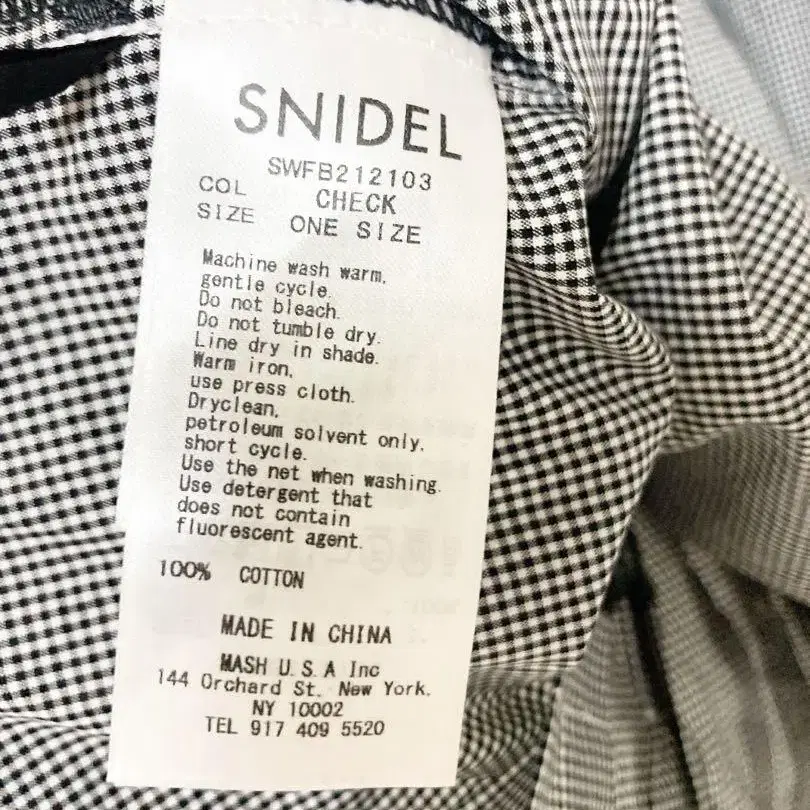 SNIDEL
SWFB212103
COL CHECK
SIZE ONE SIZE
Machine wash warm,
gentle cycle.
Do not bleach.
Do not tumble dry.
Line dry in shade.
Warm iron,
use press cloth.
Dryclean,
petroleum solvent only,
short cycle.
Use the net when washing.
Use detergent that
does not contain
fluorescent agent.
100% COTTON
MADE IN CHINA
MASH U.S.A Inc
144 Orchard St. New York.
NY 10002
TEL 917 409 5520